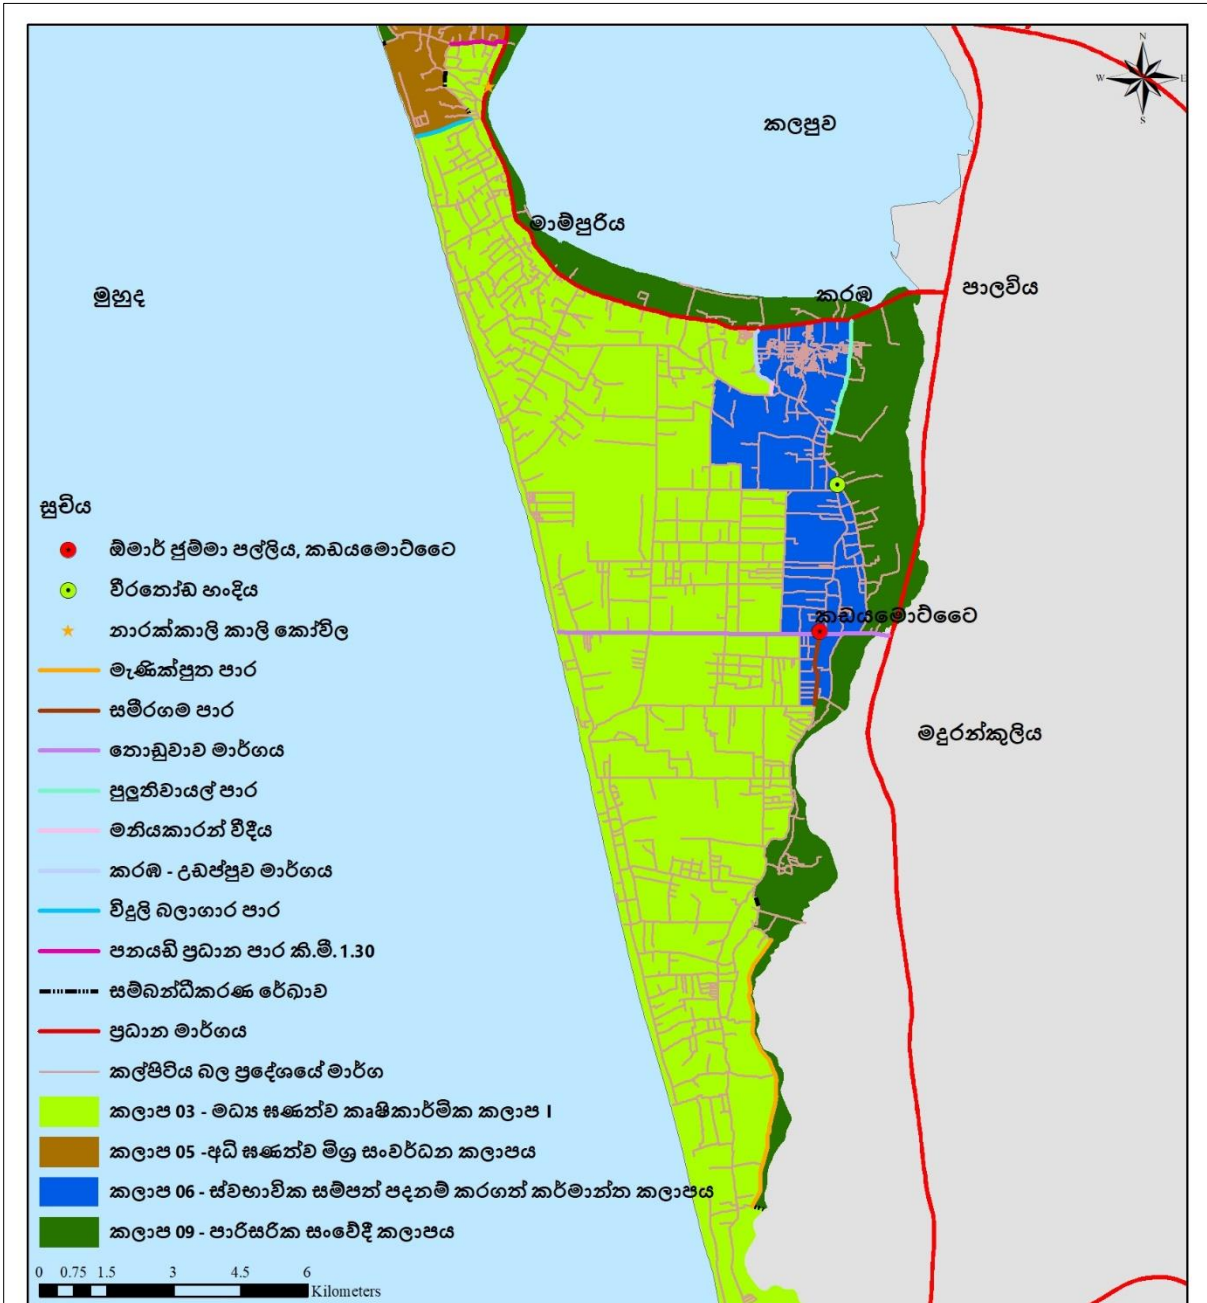 N
W E
S
කලපුව
මාම්පුරිය
මුහුද
කරඹ
පාලවිය
සුචිය
ඕමාර් ජුම්මා පල්ලිය, කඩයමොට්ටෛ
වීරතෝඩ හංදිය
නාරක්කාලි කාලි කෝවිල
කඩයමොට්ටෛ
මැණික්පුත පාර
සමීරගම පාර
මදුරන්කුලිය
තොඩුවාව මාර්ගය
පුලුතිවායල් පාර
මනියකාරන් වීදීය
කරඹ - උඩප්පුව මාර්ගය
විදුලි බලාගාර පාර
පනයඩි ප්‍රධාන පාර කි.මී. 1.30
සම්බන්ධීකරණ රේඛාව
ප්‍රධාන මාර්ගය
කල්පිටිය බල ප්‍රදේශයේ මාර්ග
කලාප 03 - මධ්‍ය ඝණත්ව කෘෂිකාර්මික කලාප I
කලාප 05 -අධි ඝණත්ව මිශ්‍ර සංවර්ධන කලාපය
කලාප 06 - ස්වභාවික සම්පත් පදනම් කරගත් කර්මාන්ත කලාපය
කලාප 09 - පාරිසරික සංවේදී කලාපය
0 0.75 1.5 3 4.5 6
Kilometers